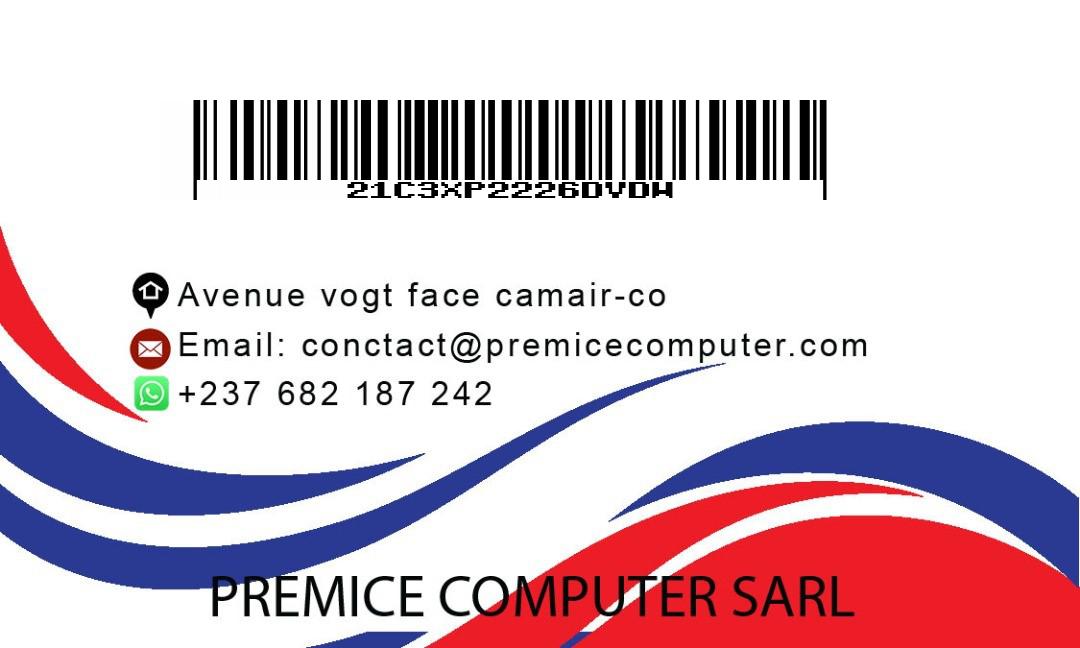 21C3XP2226DVDW
Avenue vogt face camair-co
Email: conctact@premicecomputer.com
+237 682 187 242
PREMICE COMPUTER SARL